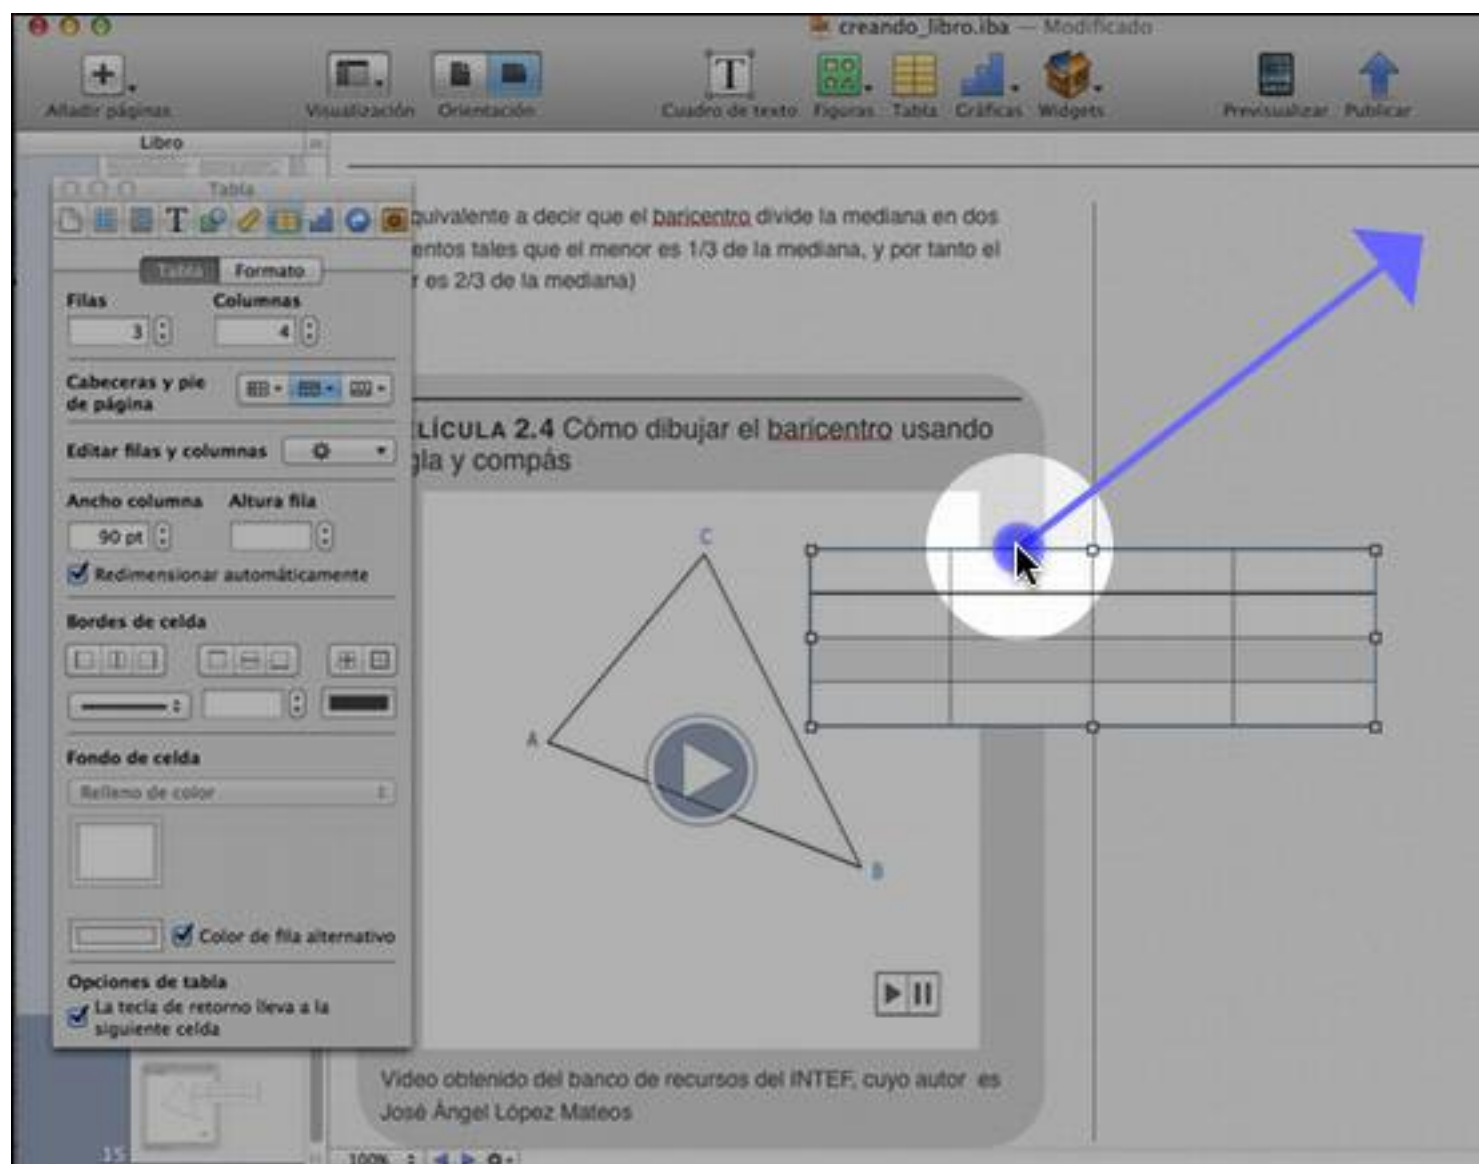 creando_libro.iba — Modificado
Añadir páginas
Visualización
Orientación
Cuadro de texto
Figuras
Tabla
Gráficas
Widgets
Previsualizar
Publicar
Libro
Tabla
Tabla
Formato
Filas
Columnas
3
4
Cabeceras y pie
de página
Editar filas y columnas
Ancho columna
Altura fila
90 pt
Redimensionar automáticamente
Bordes de celda
Fondo de celda
Relleno de color
Color de fila alternativo
Opciones de tabla
La tecla de retorno lleva a la
siguiente celda
quivalente a decir que el baricentro divide la mediana en dos
entos tales que el menor es 1/3 de la mediana, y por tanto el
r es 2/3 de la mediana)
LÍCULA 2.4 Cómo dibujar el baricentro usando
gla y compás
C
A
B
Video obtenido del banco de recursos del INTEF, cuyo autor es
José Ángel López Mateos
15
100%